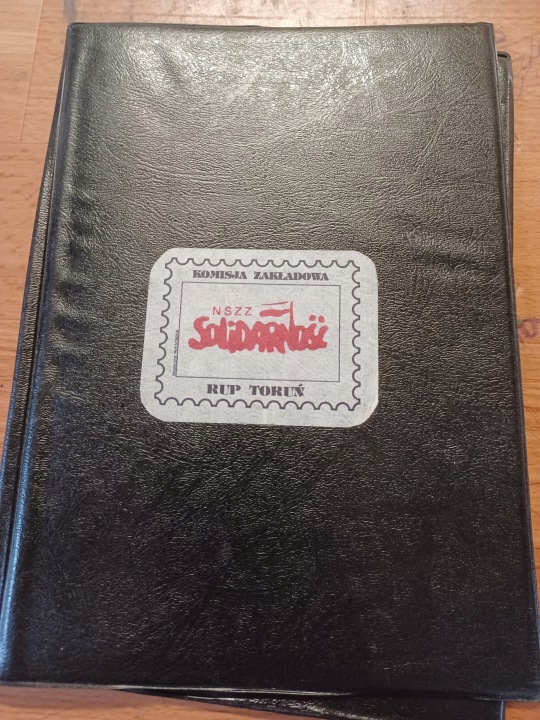 KOMISJA ZAKŁADOWA
NSZZ
SOLIDARNOŚĆ
RUP TORUŃ